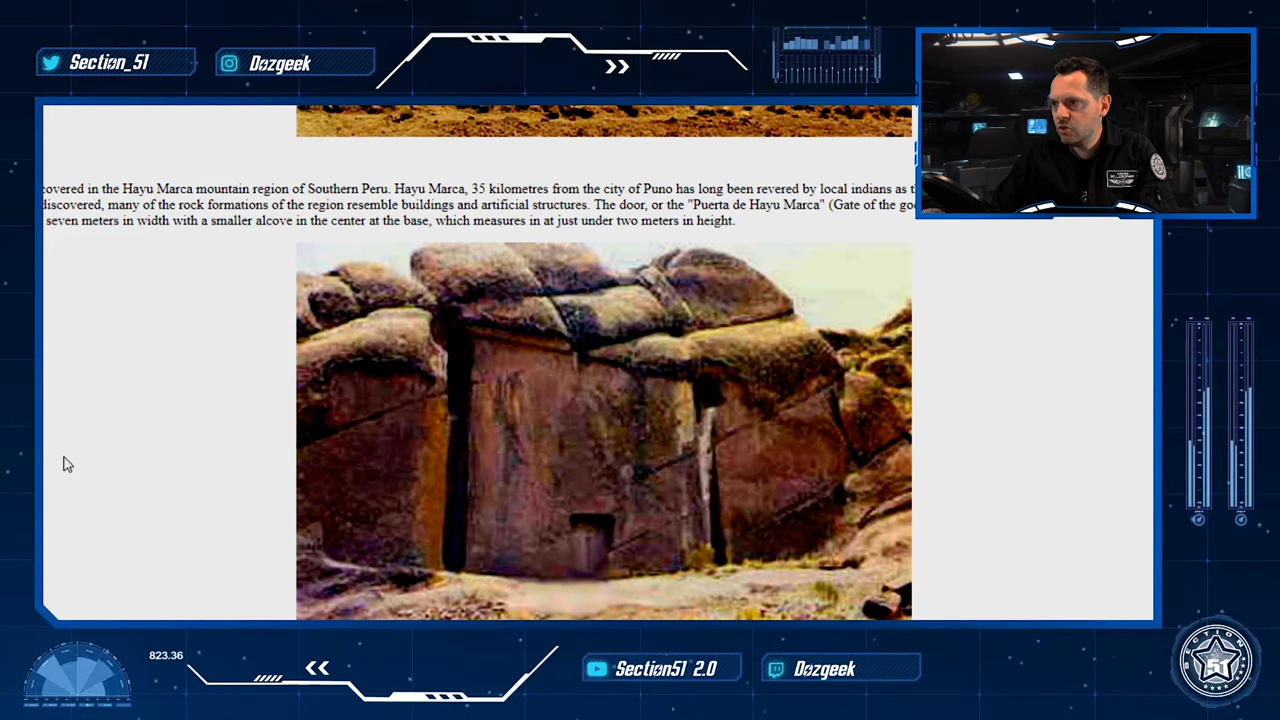 Section_51
Dozgeek
covered in the Hayu Marca mountain region of Southern Peru. Hayu Marca, 35 kilometres from the city of Puno has long been revered by local indians as
discovered, many of the rock formations of the region resemble buildings and artificial structures. The door, or the "Puerta de Hayu Marca" (Gate of the
seven meters in width with a smaller alcove in the center at the base, which measures in at just under two meters in height.
823.36
Section51 2.0
Dozgeek
SECTION
51